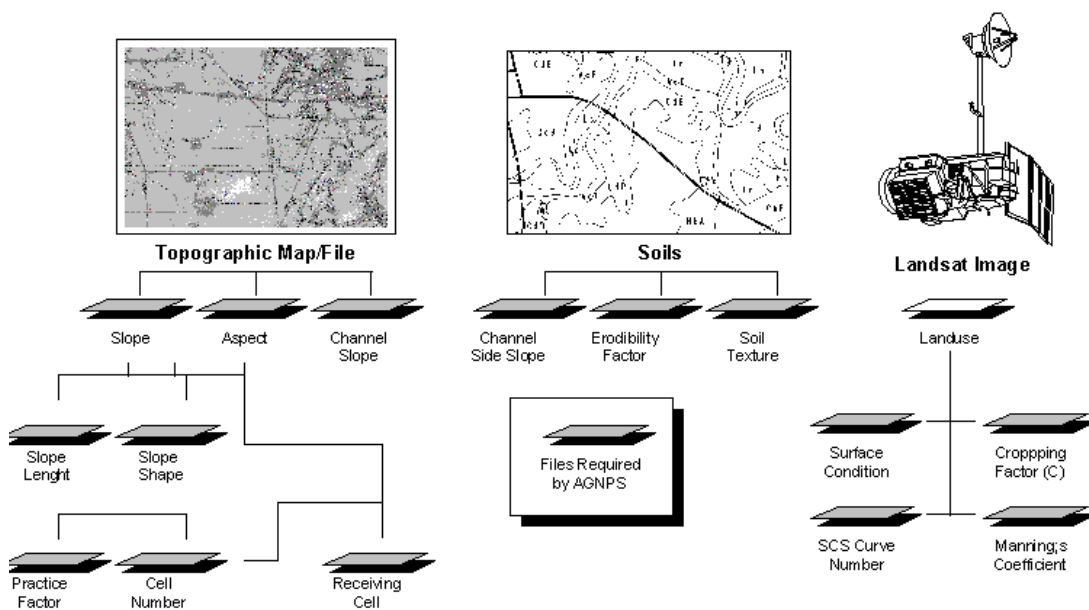 Topographic Map/File
Soils
Landsat Image
Slope
Aspect
Channel
Slope
Channel
Side Slope
Erodibility
Factor
Soil
Texture
Landuse
Slope
Lenght
Slope
Shape
Files Required
by AGNPS
Surface
Condition
Croppping
Factor (C)
Practice
Factor
Cell
Number
Receiving
Cell
SCS Curve
Number
Manning;s
Coefficient